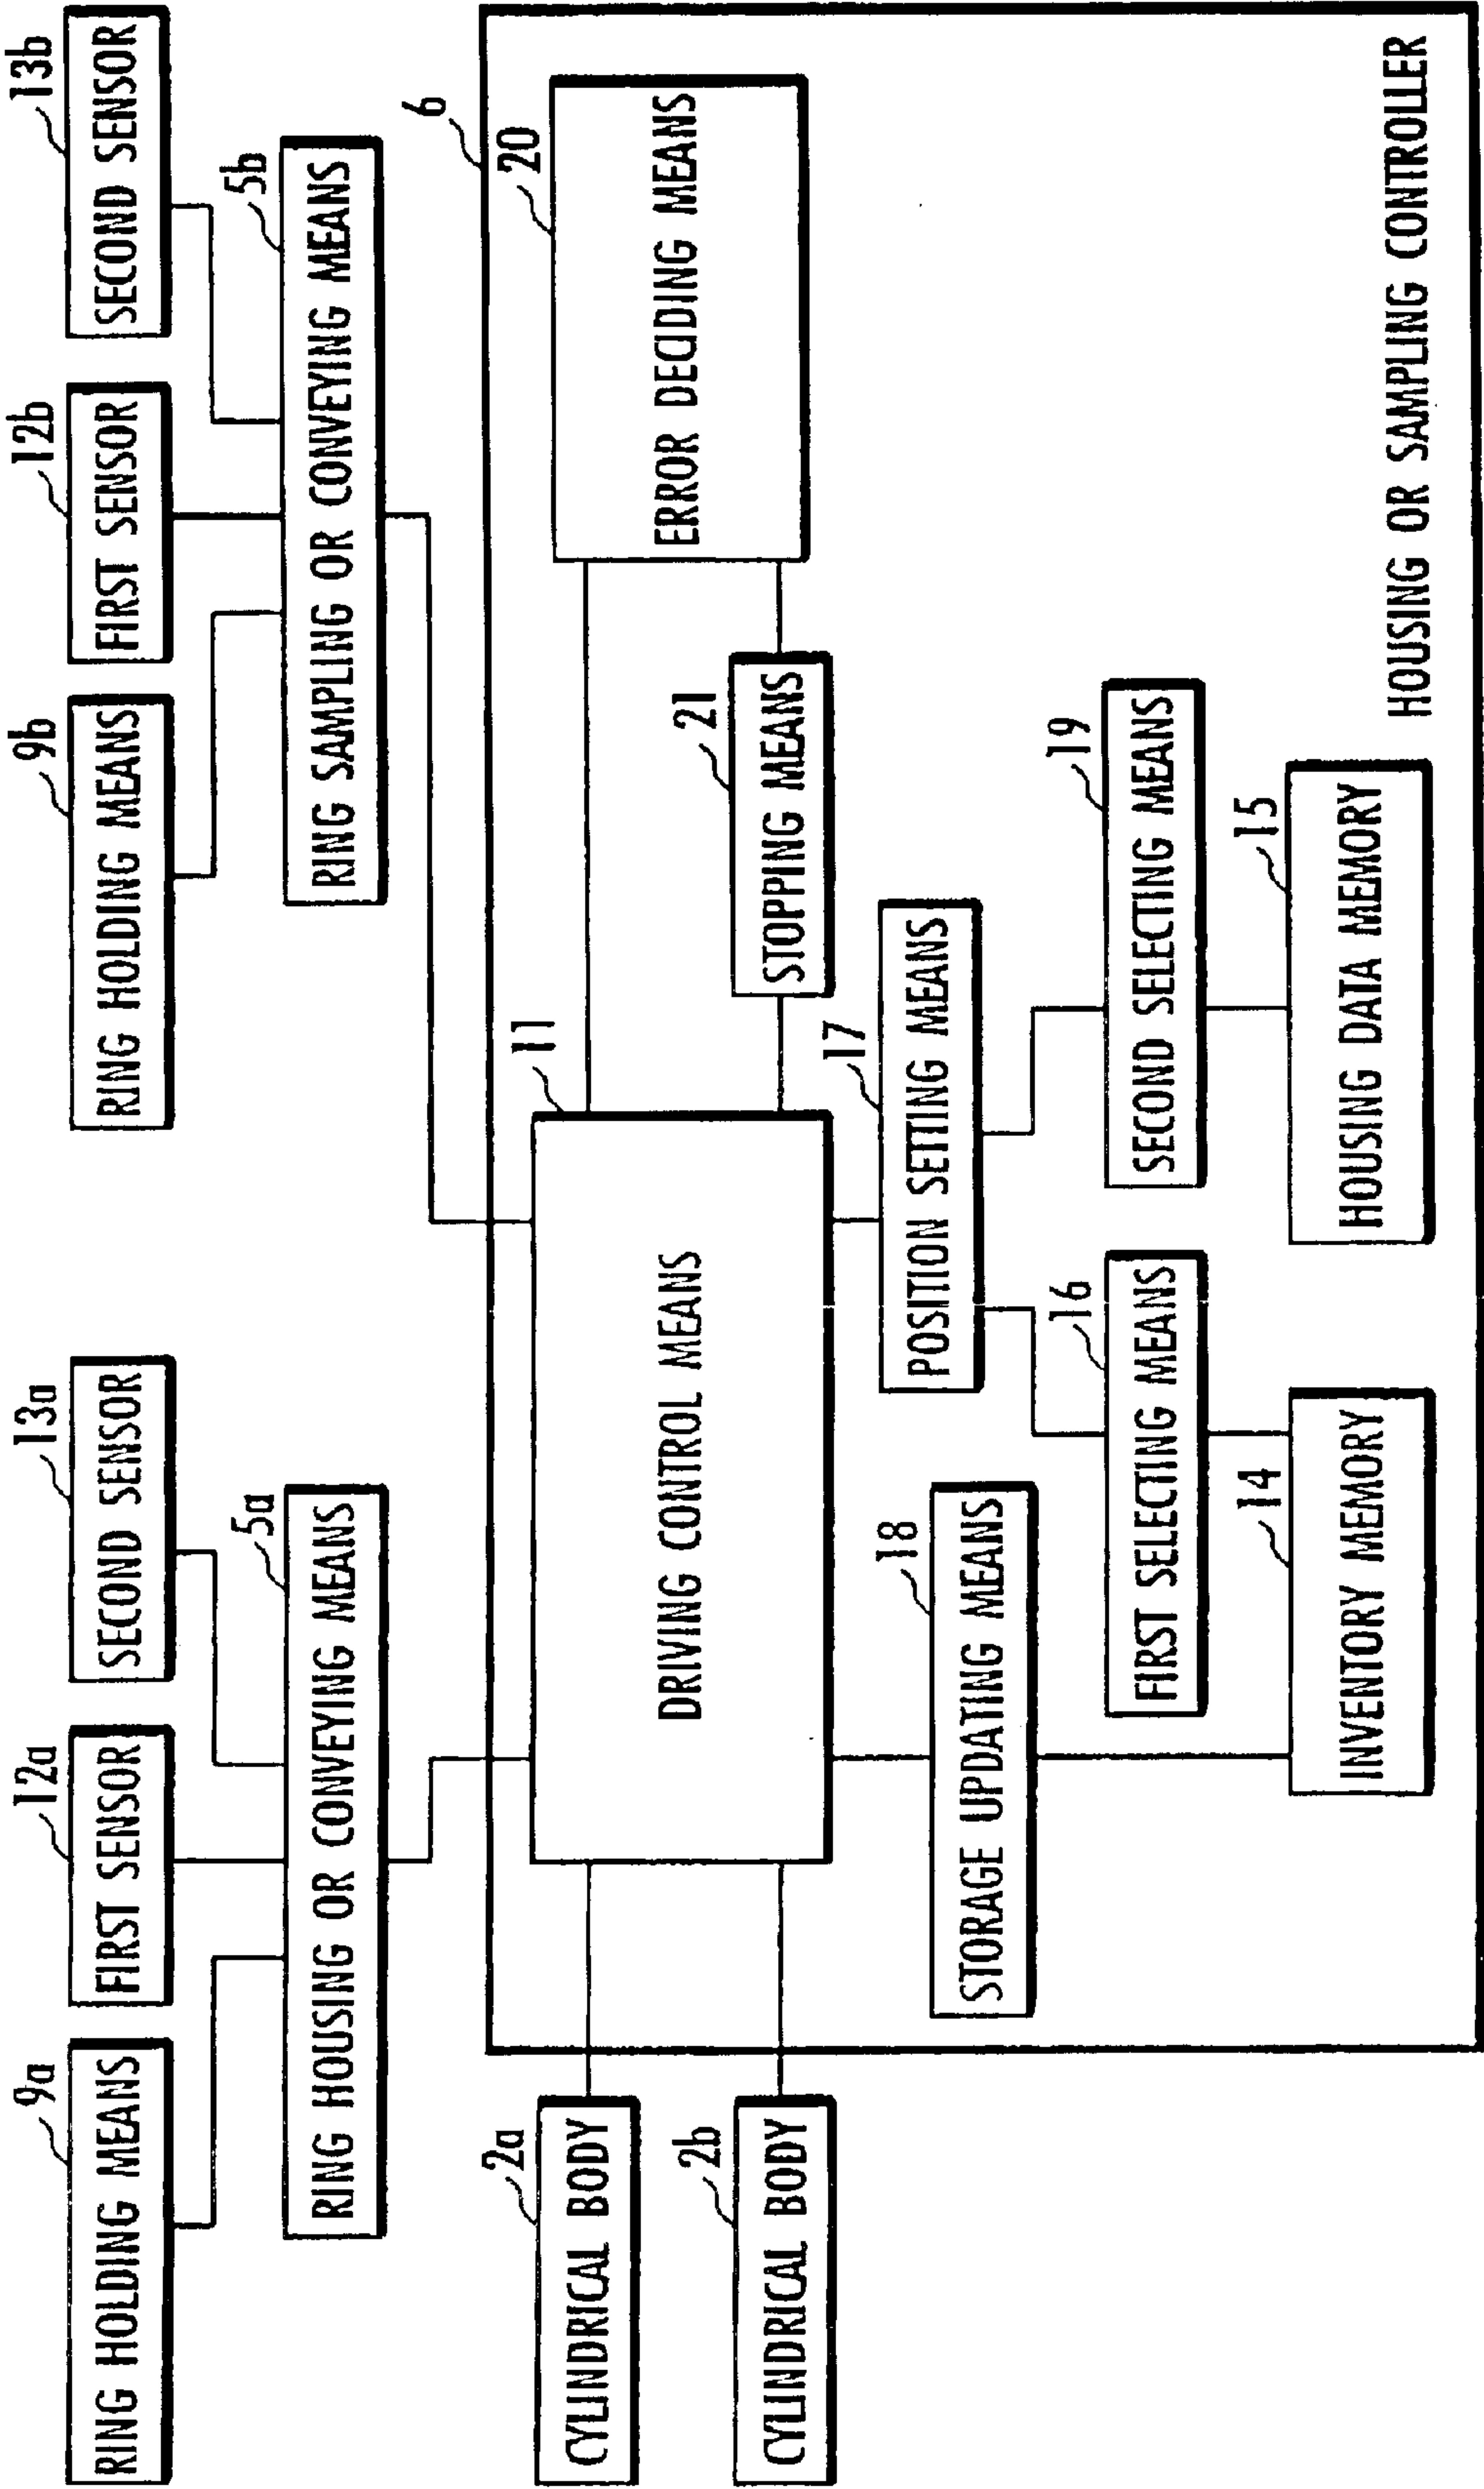 9a
RING HOLDING MEANS
12a
FIRST SENSOR
13a
SECOND SENSOR
9b
RING HOLDING MEANS
12b
FIRST SENSOR
13b
SECOND SENSOR
5a
RING HOUSING OR CONVEYING MEANS
5b
RING SAMPLING OR CONVEYING MEANS
6
2a
CYLINDRICAL BODY
2b
CYLINDRICAL BODY
11
DRIVING CONTROL MEANS
20
ERROR DECIDING MEANS
21
STOPPING MEANS
17
POSITION SETTING MEANS
18
STORAGE UPDATING MEANS
16
FIRST SELECTING MEANS
19
SECOND SELECTING MEANS
14
INVENTORY MEMORY
15
HOUSING DATA MEMORY
HOUSING OR SAMPLING CONTROLLER